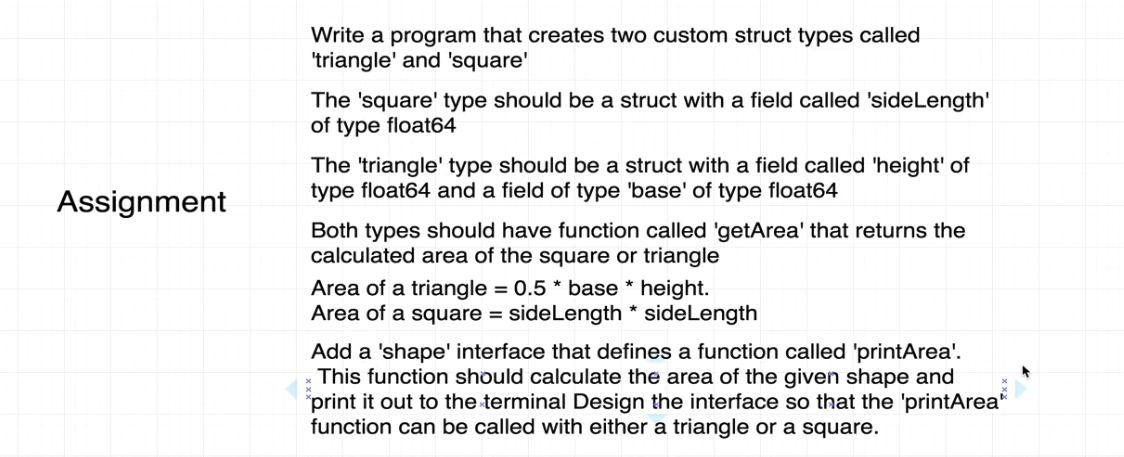 Assignment
Write a program that creates two custom struct types called
'triangle' and 'square'
The 'square' type should be a struct with a field called 'sideLength'
of type float64
The 'triangle' type should be a struct with a field called 'height' of
type float64 and a field of type 'base' of type float64
Both types should have function called 'getArea' that returns the
calculated area of the square or triangle
Area of a triangle = 0.5 * base * height.
Area of a square = sideLength * sideLength
Add a 'shape' interface that defines a function called 'printArea'.
This function should calculate the area of the given shape and
print it out to the terminal Design the interface so that the 'printArea'
function can be called with either a triangle or a square.